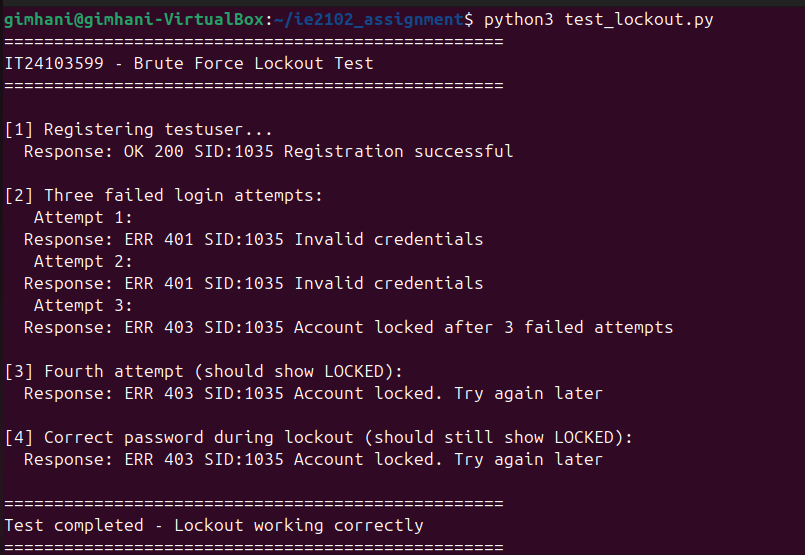 gimhani@gimhani-VirtualBox:~/ie2102_assignment$ python3 test_lockout.py
==================================================
IT24103599 - Brute Force Lockout Test
==================================================
[1] Registering testuser...
Response: OK 200 SID:1035 Registration successful
[2] Three failed login attempts:
Attempt 1:
Response: ERR 401 SID:1035 Invalid credentials
Attempt 2:
Response: ERR 401 SID:1035 Invalid credentials
Attempt 3:
Response: ERR 403 SID:1035 Account locked after 3 failed attempts
[3] Fourth attempt (should show LOCKED):
Response: ERR 403 SID:1035 Account locked. Try again later
[4] Correct password during lockout (should still show LOCKED):
Response: ERR 403 SID:1035 Account locked. Try again later
==================================================
Test completed - Lockout working correctly
==================================================